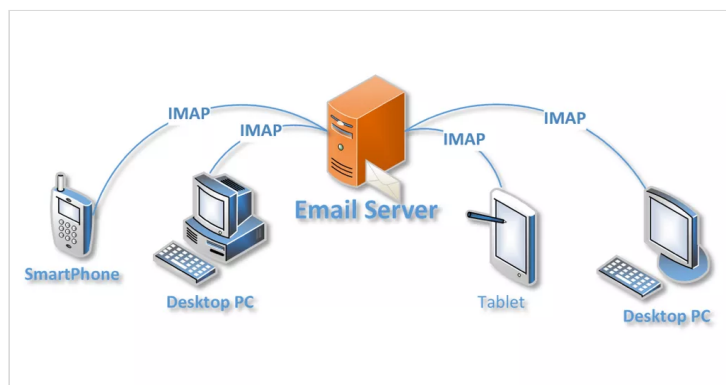 IMAP
IMAP
IMAP
IMAP
Email Server
SmartPhone
Desktop PC
Tablet
Desktop PC